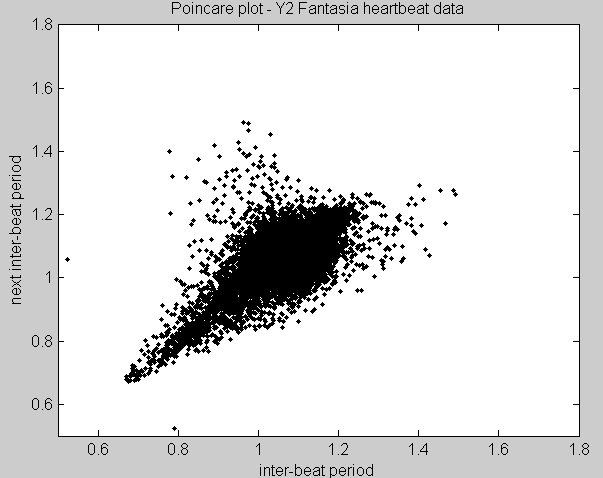 Poincare plot - Y2 Fantasia heartbeat data
1.8
1.6
1.4
1.2
1
0.8
0.6
next inter-beat period
0.6 0.8 1 1.2 1.4 1.6 1.8
inter-beat period